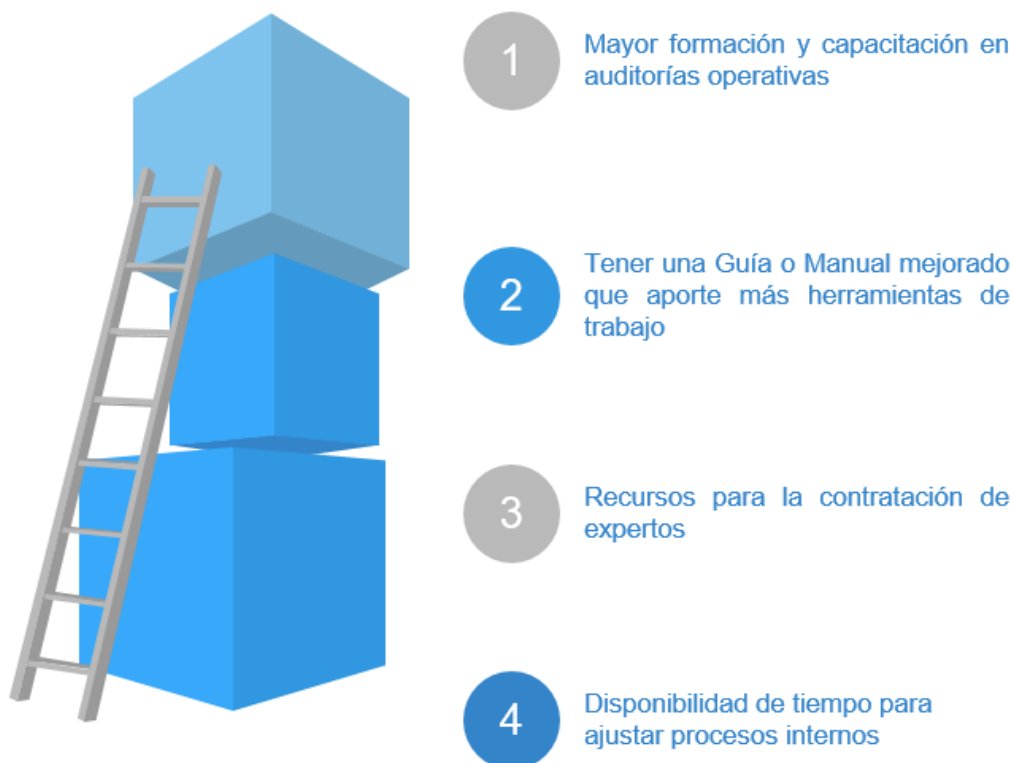 1
Mayor formación y capacitación en
auditorías operativas
2
Tener una Guía o Manual mejorado
que aporte más herramientas de
trabajo
3
Recursos para la contratación de
expertos
4
Disponibilidad de tiempo para
ajustar procesos internos